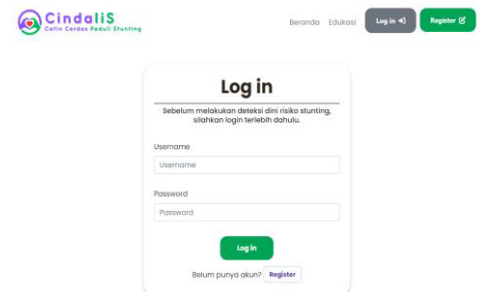 CindaliS
Catin Cerdas Peduli Stunting
Beranda Edukasi Log in Register
Log in
Sebelum melakukan deteksi dini risiko stunting,
silahkan login terlebih dahulu.
Username
Username
Password
Password
Log in
Belum punya akun? Register